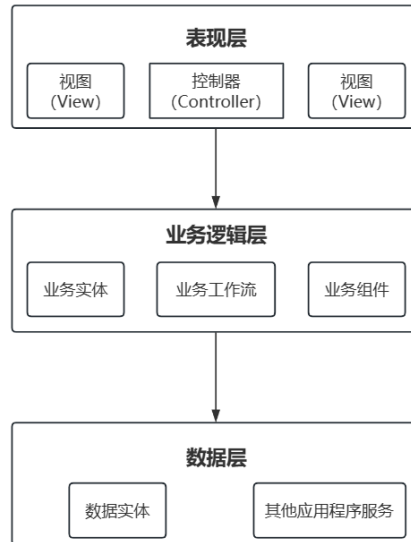 表现层
视图
（View）
控制器
（Controller）
视图
（View）
业务逻辑层
业务实体
业务工作流
业务组件
数据层
数据实体
其他应用程序服务